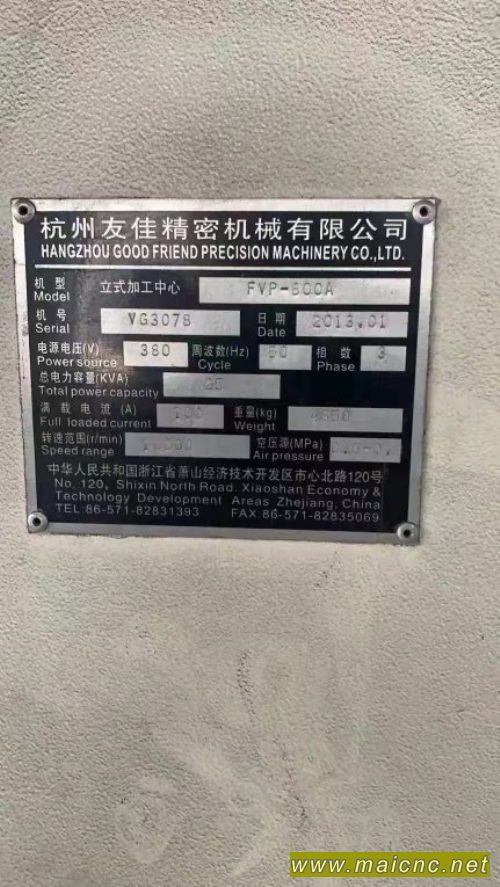 杭州友佳精密机械有限公司
HANGZHOU GOOD FRIEND PRECISION MACHINERY CO.,LTD.
机型 立式加工中心 FVP-800A
Model
机号 VG3078 日期 2013.01
Serial Date
电源电压(V) 380 周波数(Hz) 50 相数 3
Power source Cycle Phase
总电力容量(KVA) 25
Total power capacity
满载电流(A) 重量(kg)
Full loaded current Weight
转速范围(r/min) 空压源(MPa)
Speed range Air pressure
中华人民共和国浙江省萧山经济技术开发区市心北路120号
No.120, Shixin North Road. Xiaoshan Economy &
Technology Development Areas Zhejiang, China
TEL:86-571-82831393 FAX:86-571-82835069
www.maicnc.net